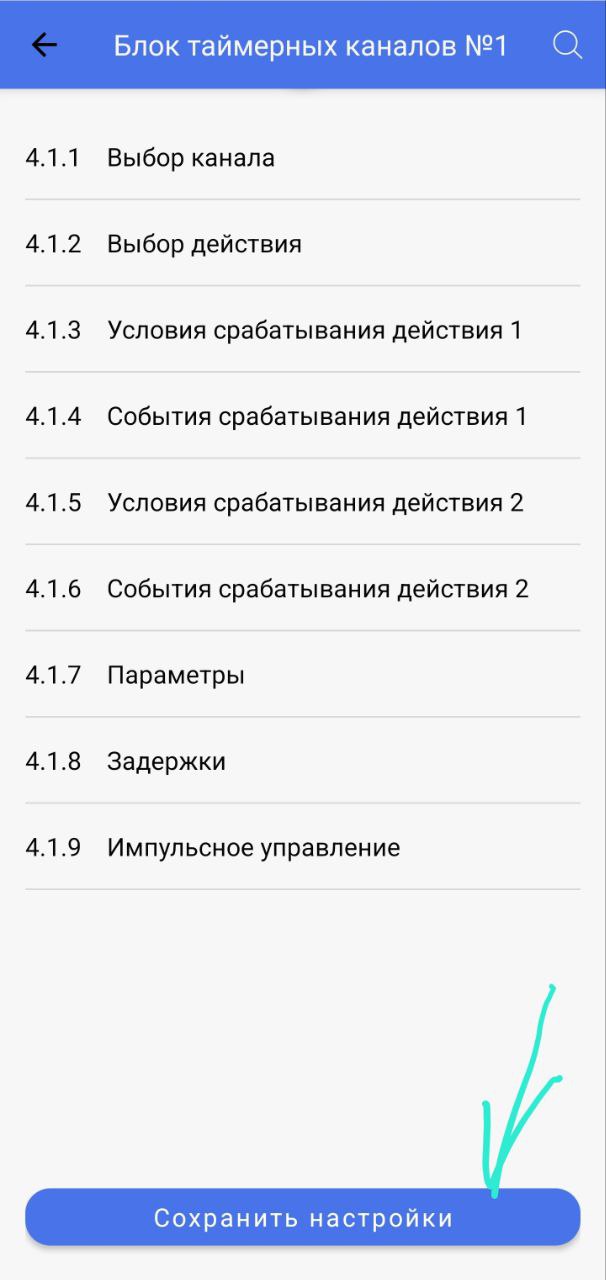 Блок таймерных каналов №1
4.1.1 Выбор канала
4.1.2 Выбор действия
4.1.3 Условия срабатывания действия 1
4.1.4 События срабатывания действия 1
4.1.5 Условия срабатывания действия 2
4.1.6 События срабатывания действия 2
4.1.7 Параметры
4.1.8 Задержки
4.1.9 Импульсное управление
Сохранить настройки